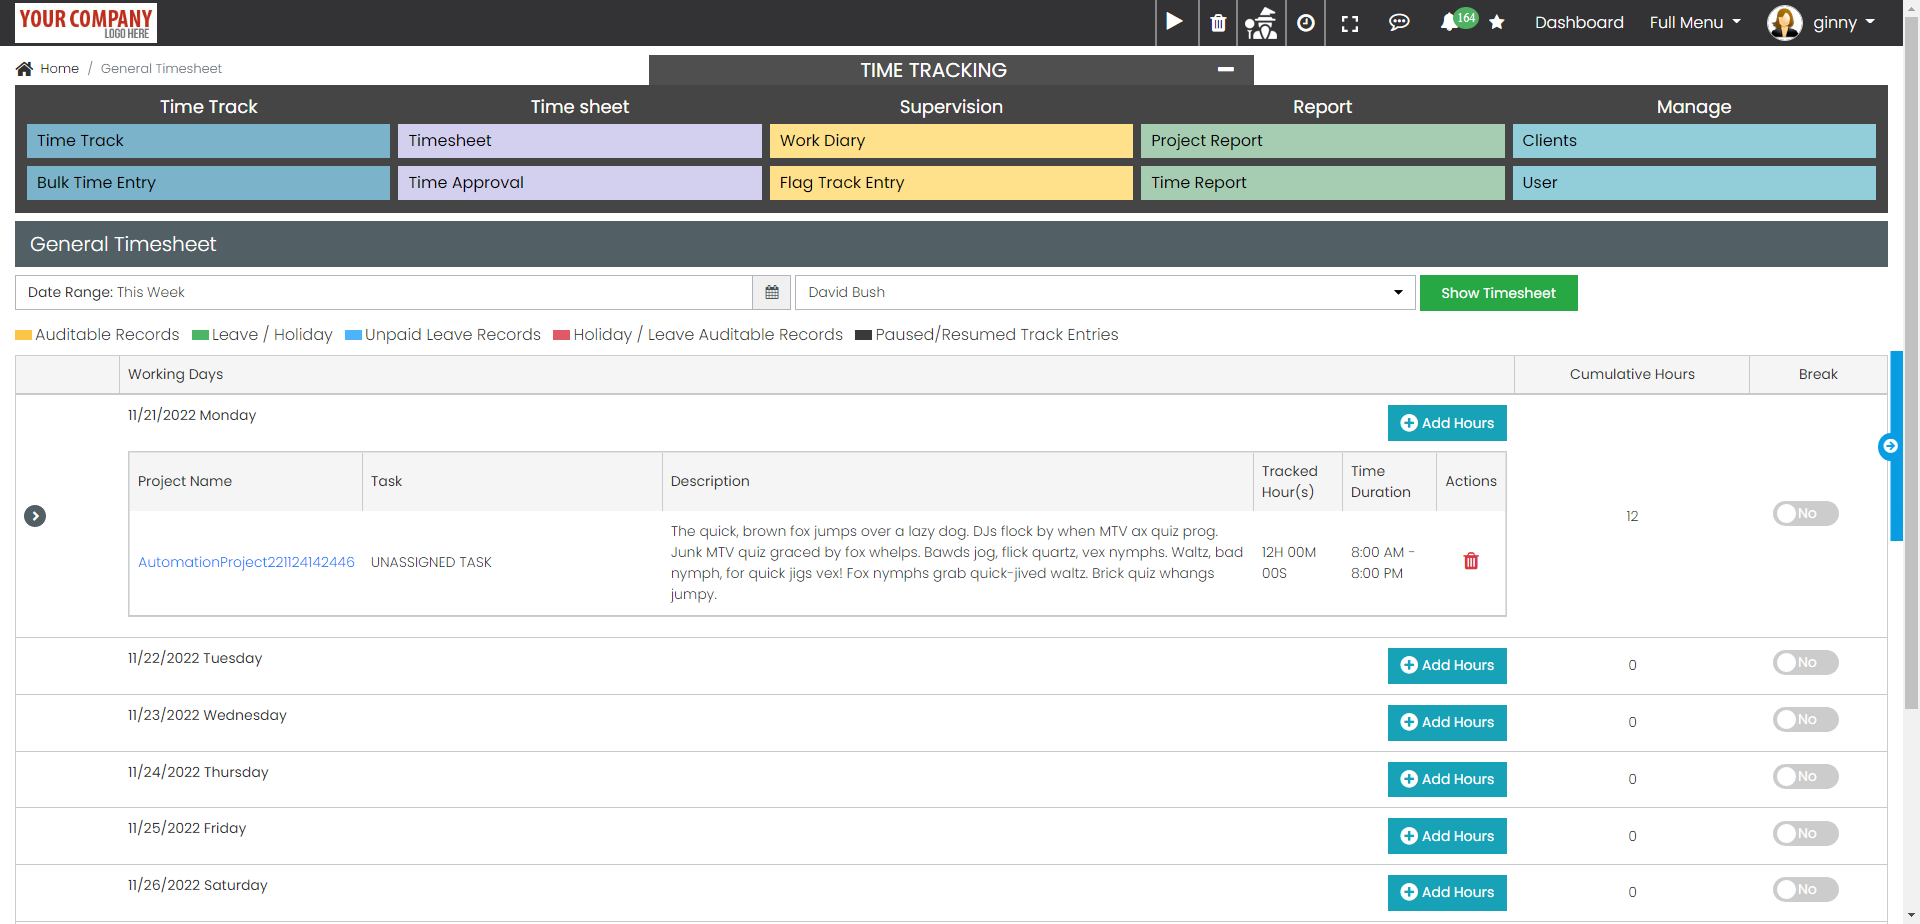 YOUR COMPANY
LOGO HERE
164
Dashboard
Full Menu
ginny
Home / General Timesheet
TIME TRACKING
Time Track
Time sheet
Supervision
Report
Manage
Time Track
Timesheet
Work Diary
Project Report
Clients
Bulk Time Entry
Time Approval
Flag Track Entry
Time Report
User
General Timesheet
Date Range: This Week
David Bush
Show Timesheet
Auditable Records
Leave / Holiday
Unpaid Leave Records
Holiday / Leave Auditable Records
Paused/Resumed Track Entries
Working Days
Cumulative Hours
Break
11/21/2022 Monday
Add Hours
Project Name
Task
Description
Tracked
Hour(s)
Time
Duration
Actions
AutomationProject221124142446
UNASSIGNED TASK
The quick, brown fox jumps over a lazy dog. DJs flock by when MTV ax quiz prog.
Junk MTV quiz graced by fox whelps. Bawds jog, flick quartz, vex nymphs. Waltz, bad
nymph, for quick jigs vex! Fox nymphs grab quick-jived waltz. Brick quiz whangs
jumpy.
12H 00M
00S
8:00 AM -
8:00 PM
12
No
11/22/2022 Tuesday
Add Hours
0
No
11/23/2022 Wednesday
Add Hours
0
No
11/24/2022 Thursday
Add Hours
0
No
11/25/2022 Friday
Add Hours
0
No
11/26/2022 Saturday
Add Hours
0
No